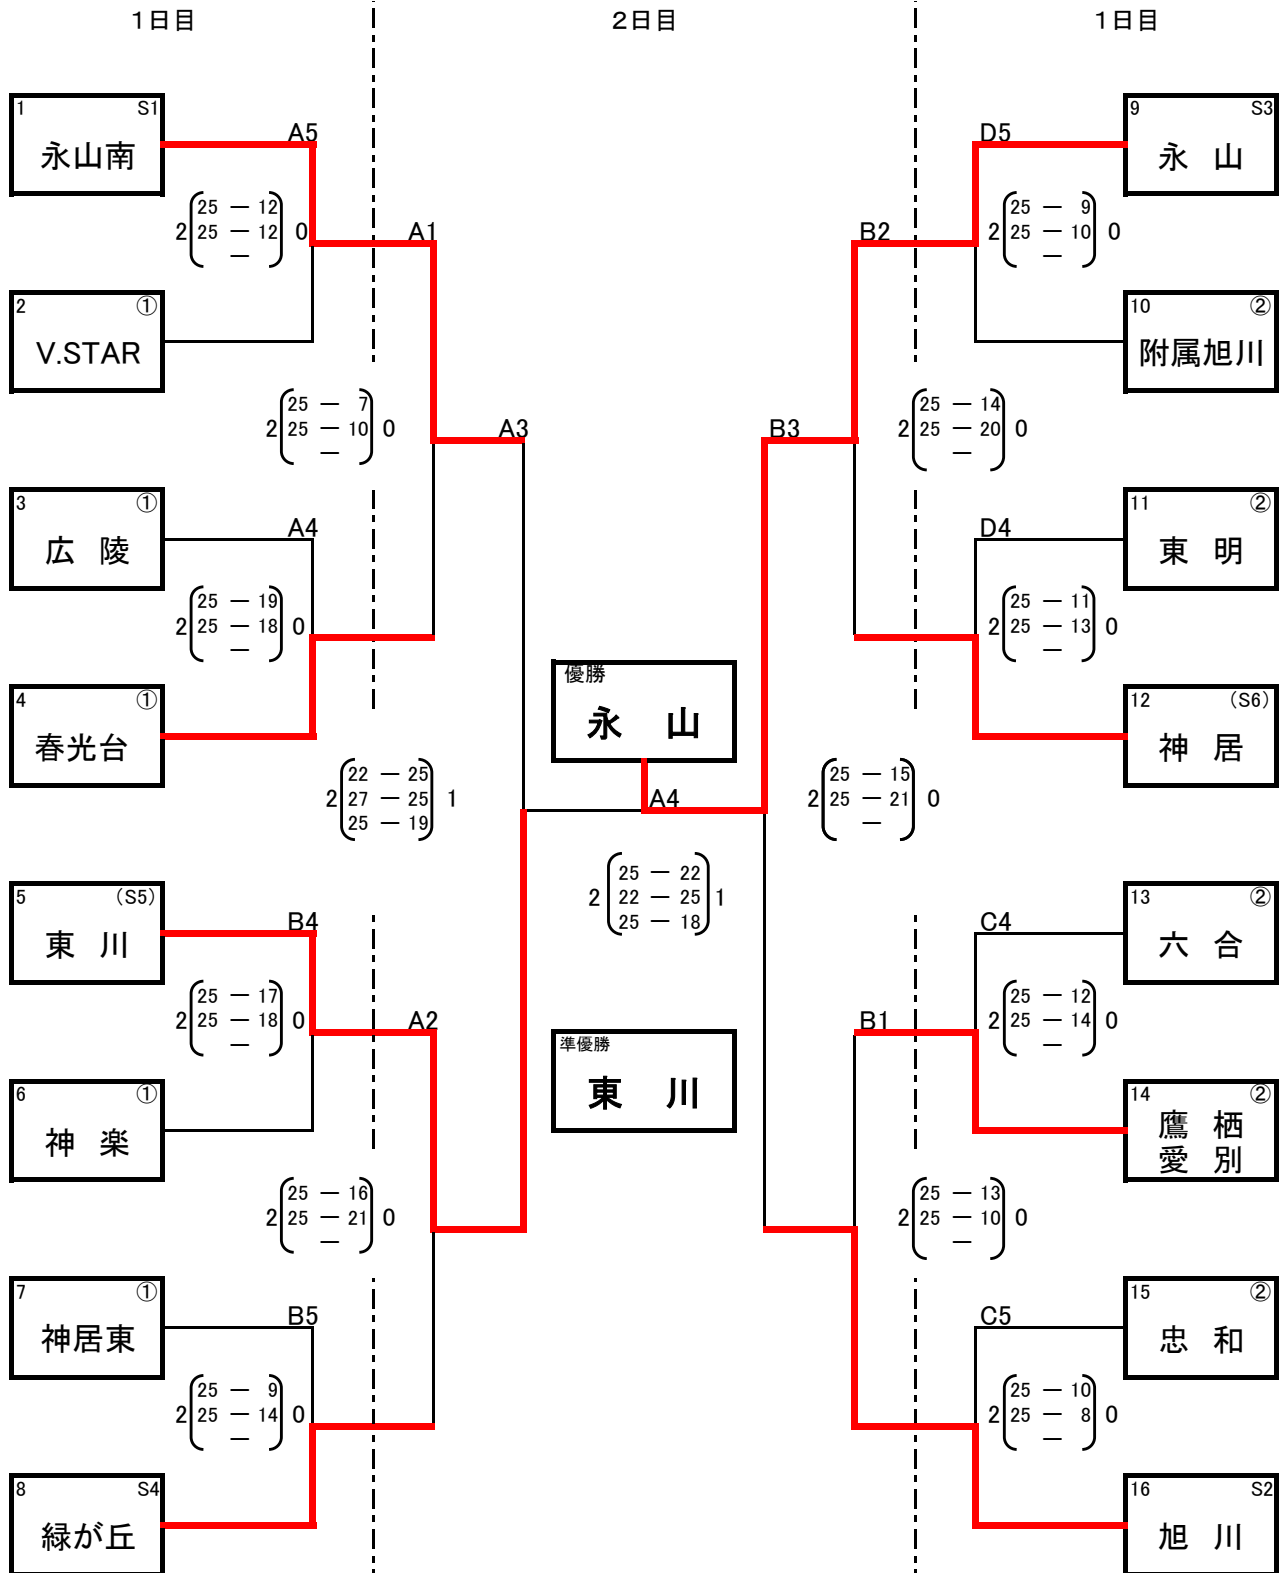 1日目
2日目
1日目
1 S1
永山南
A5
2 25 － 12 0
25 － 12
－
2 ①
V.STAR
A1
2 25 － 7 0
25 － 10
－
3 ①
広 陵
A4
2 25 － 19 0
25 － 18
－
4 ①
春光台
A3
2 22 － 25 1
27 － 25
25 － 19
5 （S5）
東 川
B4
2 25 － 17 0
25 － 18
－
6 ①
神 楽
A2
2 25 － 16 0
25 － 21
－
7 ①
神居東
B5
2 25 － 9 0
25 － 14
－
8 S4
緑が丘
優勝
永 山
A4
2 25 － 22 1
22 － 25
25 － 18
準優勝
東 川
9 S3
永 山
D5
2 25 － 9 0
25 － 10
－
10 ②
附属旭川
B2
2 25 － 14 0
25 － 20
－
11 ②
東 明
D4
2 25 － 11 0
25 － 13
－
12 （S6）
神 居
B3
2 25 － 15 0
25 － 21
－
13 ②
六 合
C4
2 25 － 12 0
25 － 14
－
14 ②
鷹 栖
愛 別
B1
2 25 － 13 0
25 － 10
－
15 ②
忠 和
C5
2 25 － 10 0
25 － 8
－
16 S2
旭 川